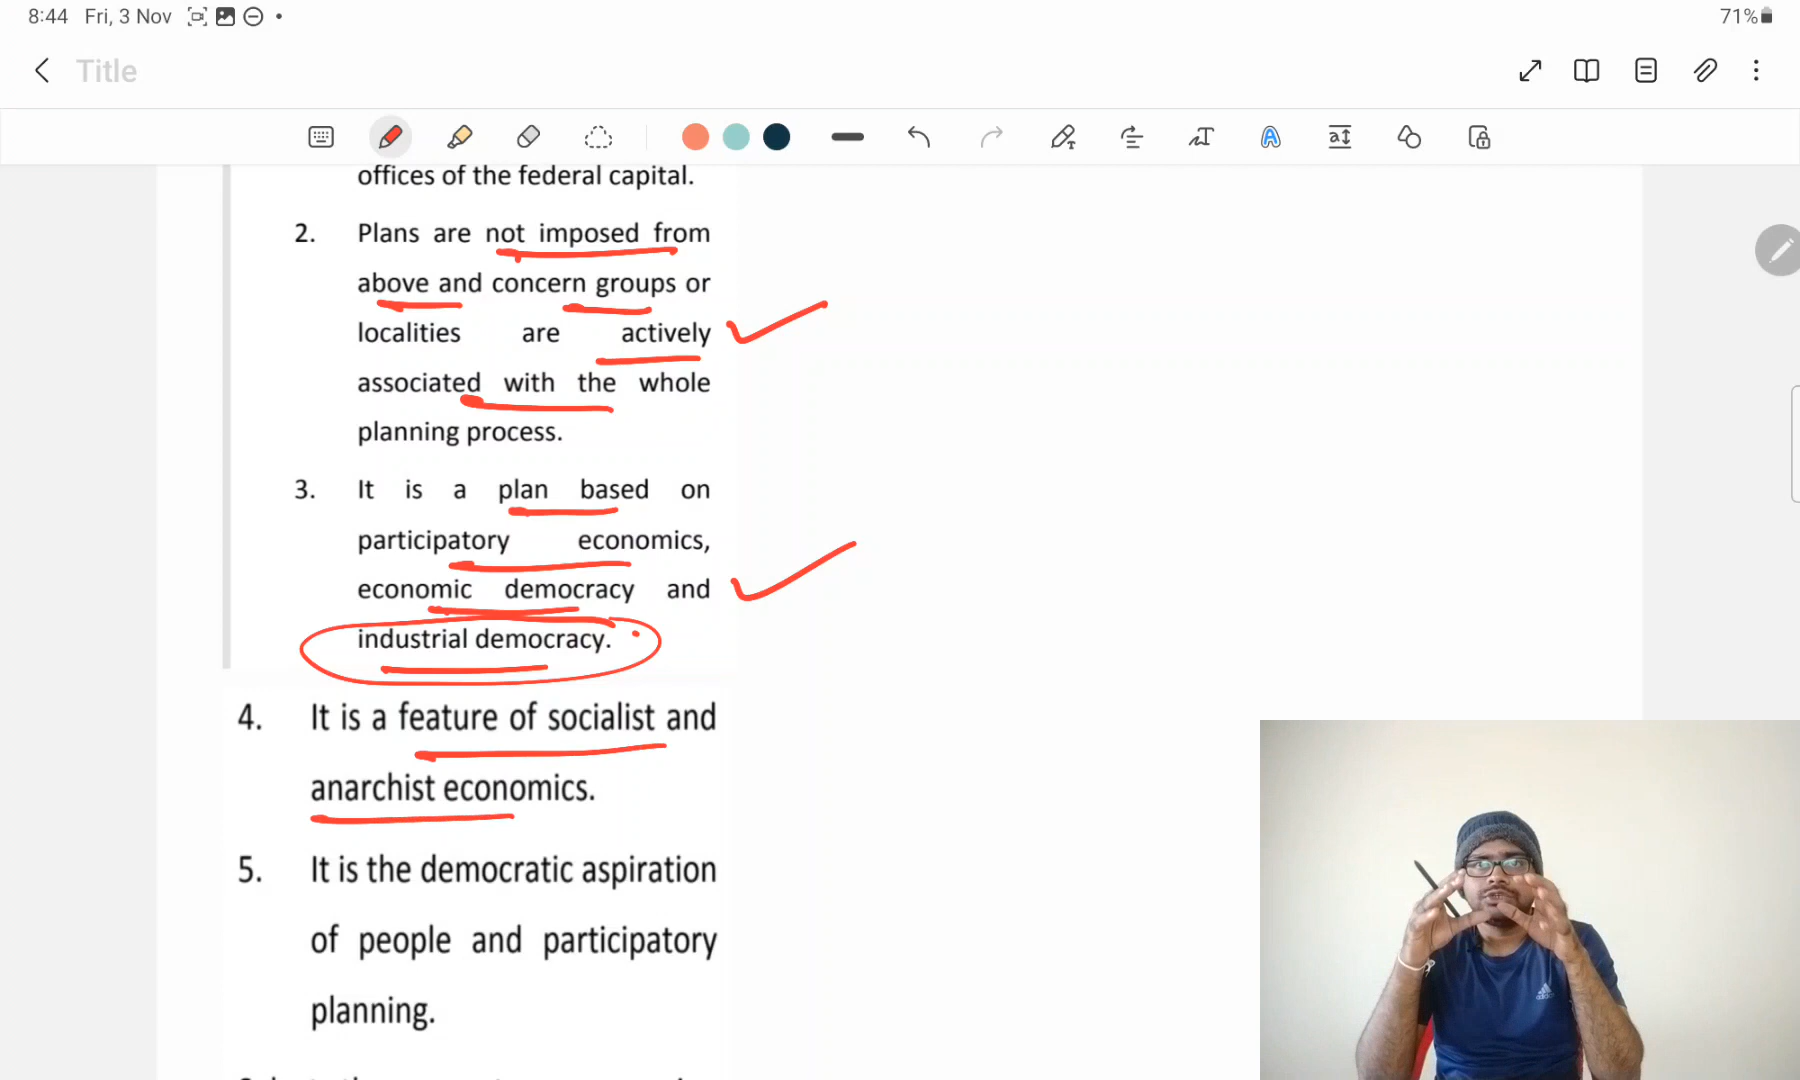 8:44 Fri, 3 Nov
71%
Title
offices of the federal capital.
2. Plans are not imposed from
above and concern groups or
localities are actively
associated with the whole
planning process.
3. It is a plan based on
participatory economics,
economic democracy and
industrial democracy.
4. It is a feature of socialist and
anarchist economics.
5. It is the democratic aspiration
of people and participatory
planning.
adidas